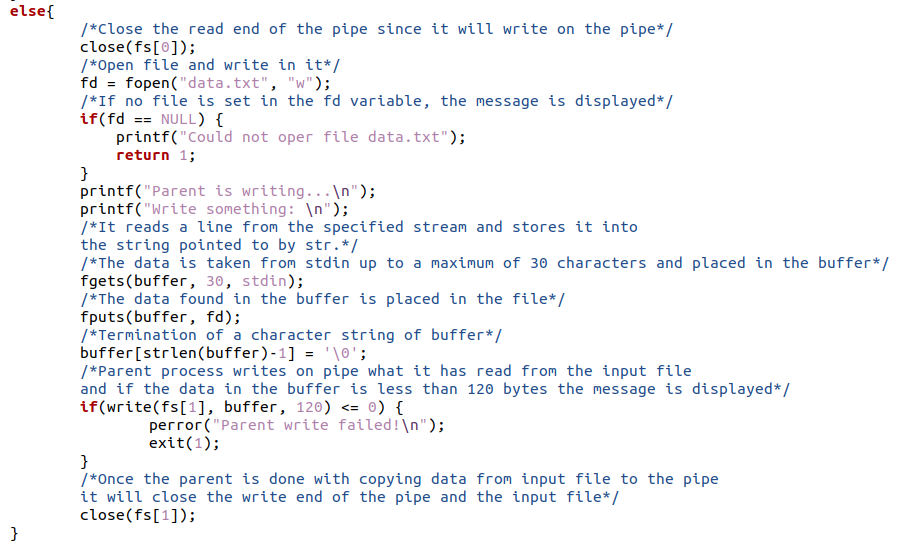 else{
/*Close the read end of the pipe since it will write on the pipe*/
close(fs[0]);
/*Open file and write in it*/
fd = fopen("data.txt", "w");
/*If no file is set in the fd variable, the message is displayed*/
if(fd == NULL) {
printf("Could not oper file data.txt");
return 1;
}
printf("Parent is writing...\n");
printf("Write something: \n");
/*It reads a line from the specified stream and stores it into
the string pointed to by str.*/
/*The data is taken from stdin up to a maximum of 30 characters and placed in the buffer*/
fgets(buffer, 30, stdin);
/*The data found in the buffer is placed in the file*/
fputs(buffer, fd);
/*Termination of a character string of buffer*/
buffer[strlen(buffer)-1] = '\0';
/*Parent process writes on pipe what it has read from the input file
and if the data in the buffer is less than 120 bytes the message is displayed*/
if(write(fs[1], buffer, 120) <= 0) {
perror("Parent write failed!\n");
exit(1);
}
/*Once the parent is done with copying data from input file to the pipe
it will close the write end of the pipe and the input file*/
close(fs[1]);
}